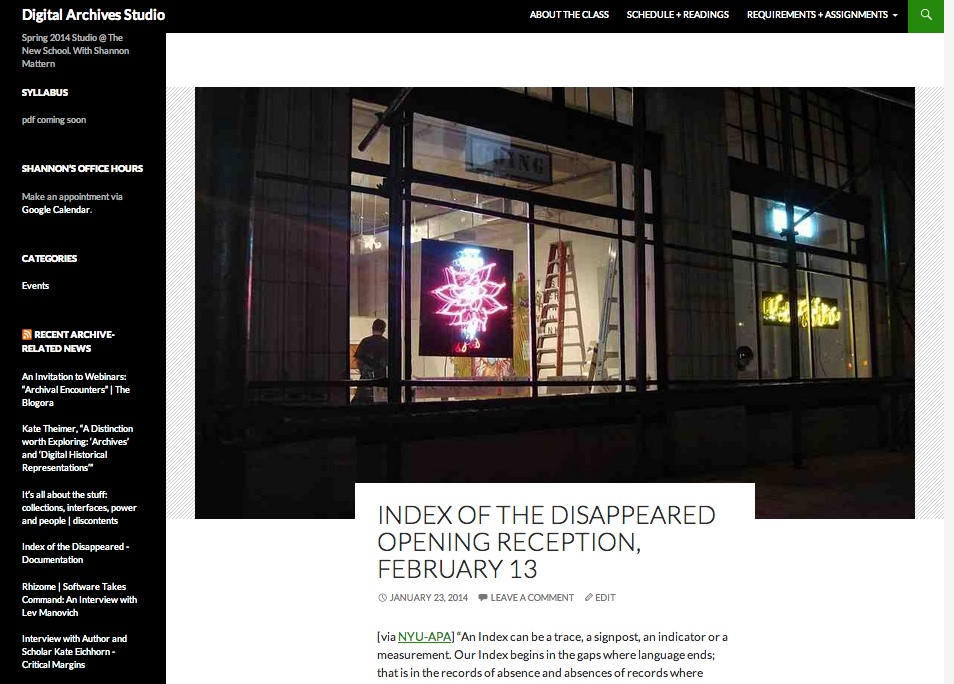 Digital Archives Studio
ABOUT THE CLASS
SCHEDULE + READINGS
REQUIREMENTS + ASSIGNMENTS
Spring 2014 Studio @ The
New School. With Shannon
Mattern
SYLLABUS
pdf coming soon
SHANNON'S OFFICE HOURS
Make an appointment via
Google Calendar.
CATEGORIES
Events
RECENT ARCHIVE-
RELATED NEWS
An Invitation to Webinars:
"Archival Encounters" | The
Blogora
Kate Theimer, "A Distinction
worth Exploring: 'Archives'
and 'Digital Historical
Representations'"
It's all about the stuff:
collections, interfaces, power
and people | discontents
Index of the Disappeared -
Documentation
Rhizome | Software Takes
Command: An Interview with
Lev Manovich
Interview with Author and
Scholar Kate Eichhorn -
Critical Margins
INDEX OF THE DISAPPEARED
OPENING RECEPTION,
FEBRUARY 13
JANUARY 23, 2014 LEAVE A COMMENT EDIT
[via NYU-APA] "An Index can be a trace, a signpost, an indicator or a
measurement. Our Index begins in the gaps where language ends;
that is in the records of absence and absences of records where